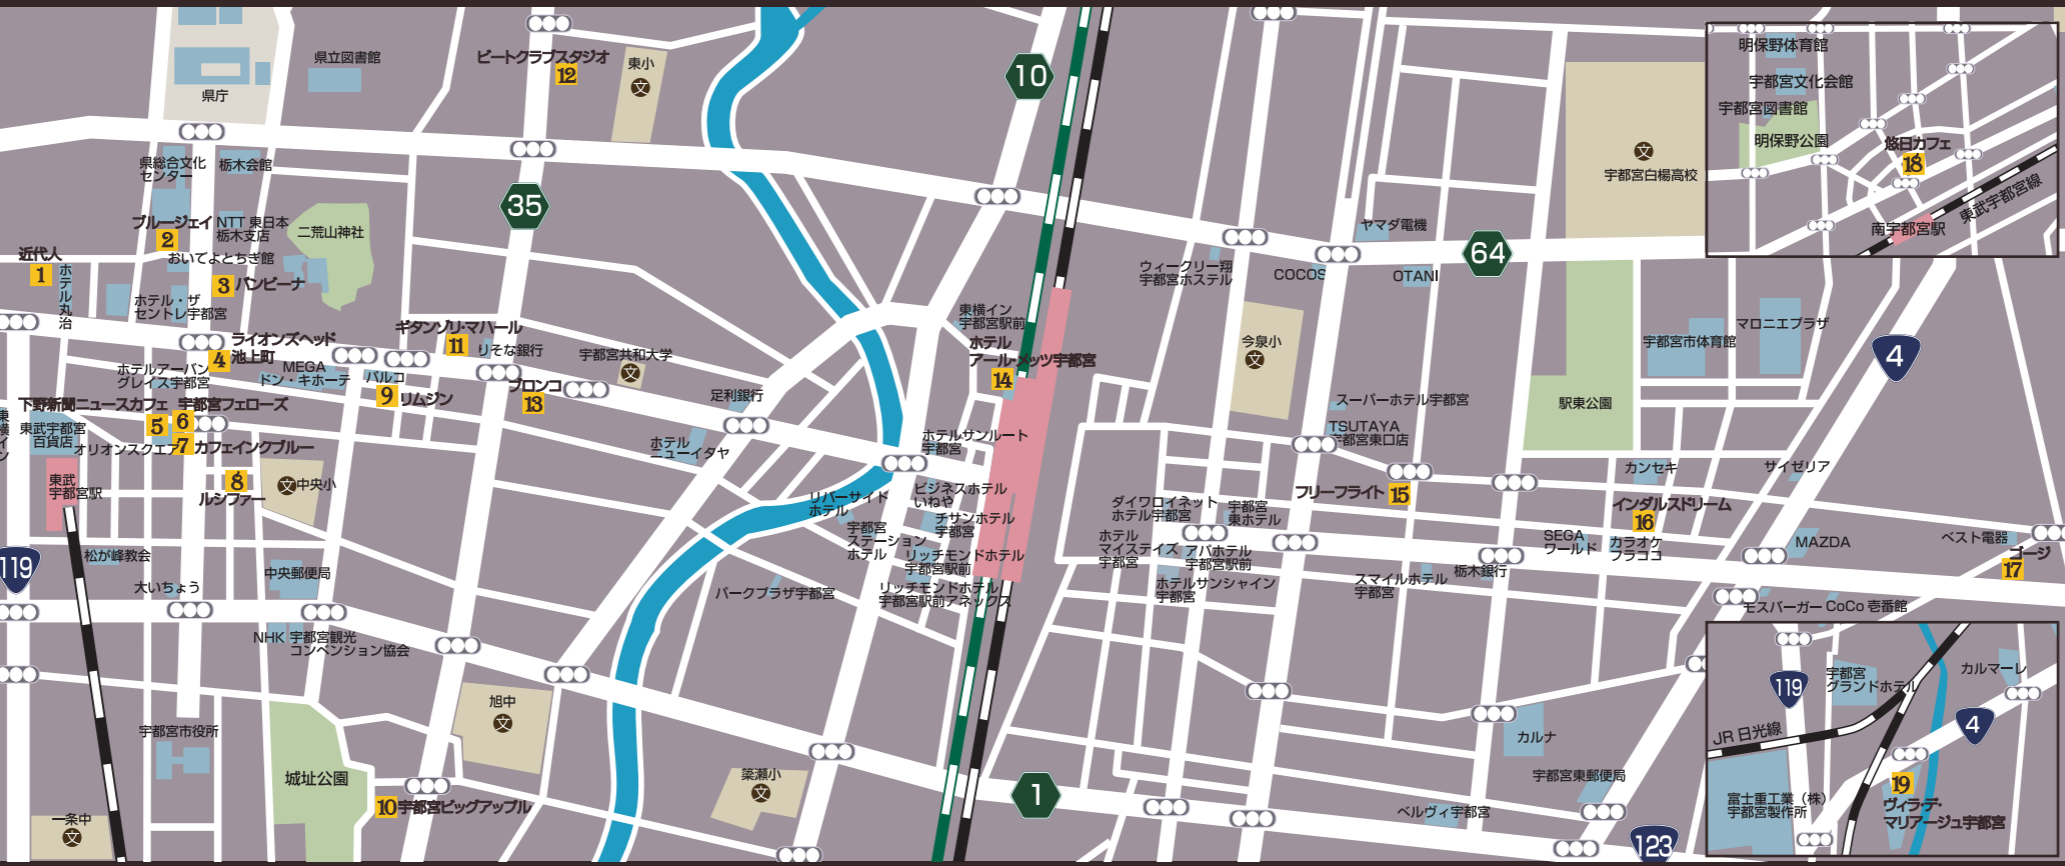 県庁
県立図書館
ビートクラブスタジオ
12
東小
文
10
35
県総合文化
センター
栃木会館
ブルージェイ
2
NTT 東日本
栃木支店
二荒山神社
おいでよとちぎ館
近代人
1
ホテル丸治
3
バンビーナ
ホテル・ザ
セントレ宇都宮
ライオンズヘッド
池上町
4
ホテルアーバン
グレイス宇都宮
MEGA
ドン・キホーテ
パルコ
9
リムジン
ギタンソリ・マハール
11
りそな銀行
ブロンコ
13
宇都宮共和大学
文
足利銀行
ホテル
ニューイタヤ
下野新聞ニュースカフェ
5
宇都宮フェローズ
6
7
カフェインクブルー
東横イン
東武宇都宮
百貨店
オリオンスクエア
8
ルシファー
文
中央小
東武
宇都宮駅
119
松が峰教会
大いちょう
中央郵便局
NHK
宇都宮観光
コンベンション協会
宇都宮市役所
城址公園
一条中
文
10
宇都宮ビッグアップル
旭中
文
簗瀬小
文
パークプラザ宇都宮
リバーサイド
ホテル
宇都宮
ステーション
ホテル
ホテルサンルート
宇都宮
ビジネスホテル
いねや
チサンホテル
宇都宮
リッチモンドホテル
宇都宮駅前
リッチモンドホテル
宇都宮駅前アネックス
東横イン
宇都宮駅前
ホテル
アール・メッツ宇都宮
14
1
ウィークリー翔
宇都宮ホステル
COCOS
ヤマダ電機
OTANI
64
文
宇都宮白楊高校
今泉小
文
スーパーホテル宇都宮
TSUTAYA
宇都宮東口店
フリーフライト
15
ダイワロイネット
ホテル宇都宮
宇都宮
東ホテル
ホテル
マイステイズ
宇都宮
アパホテル
宇都宮駅前
ホテルサンシャイン
宇都宮
スマイルホテル
宇都宮
栃木銀行
駅東公園
宇都宮市体育館
マロニエプラザ
4
カンセキ
サイゼリア
インダルスドリーム
16
SEGA
ワールド
カラオケ
フラココ
MAZDA
ベスト電器
ゴージ
17
モスバーガー
CoCo 壱番館
カルナ
宇都宮東郵便局
ベルヴィ宇都宮
123
明保野体育館
宇都宮文化会館
宇都宮図書館
明保野公園
悠日カフェ
18
東武宇都宮線
南宇都宮駅
119
宇都宮
グランドホテル
カルマーレ
4
JR 日光線
富士重工業（株）
宇都宮製作所
19
ヴィラ・デ・
マリアージュ宇都宮